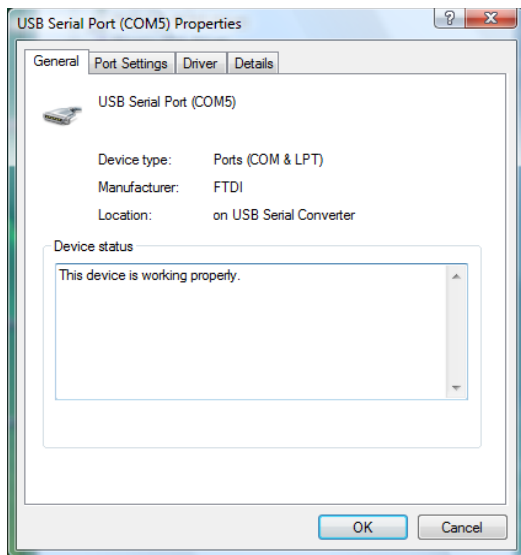 USB Serial Port (COM5) Properties
General Port Settings Driver Details
USB Serial Port (COM5)
Device type: Ports (COM & LPT)
Manufacturer: FTDI
Location: on USB Serial Converter
Device status
This device is working properly.
OK Cancel